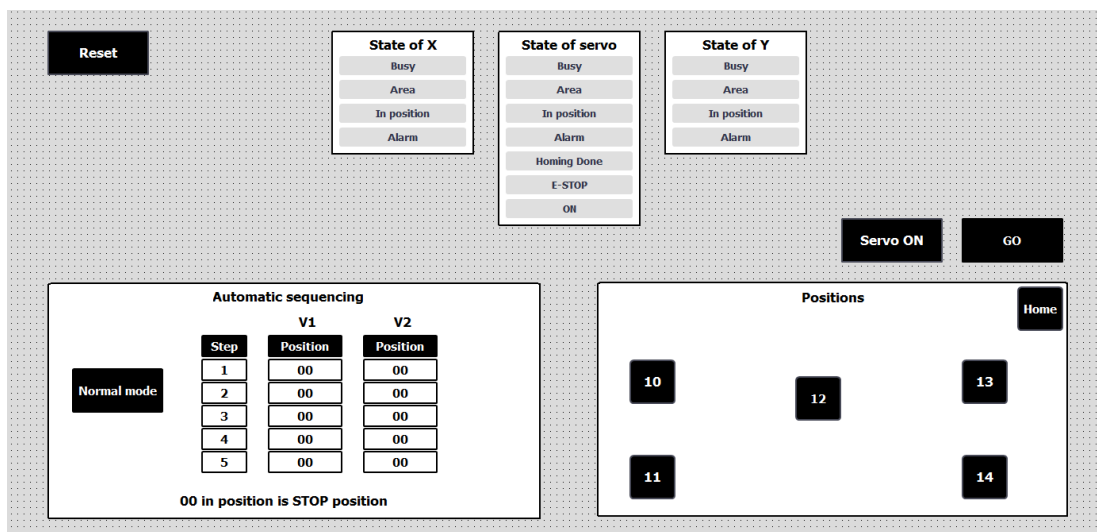 Reset
State of X
Busy
Area
In position
Alarm
State of servo
Busy
Area
In position
Alarm
Homing Done
E-STOP
ON
State of Y
Busy
Area
In position
Alarm
Servo ON
GO
Automatic sequencing
V1 V2
Step Position Position
1 00 00
2 00 00
3 00 00
4 00 00
5 00 00
Normal mode
00 in position is STOP position
Positions
Home
10
12
13
11
14